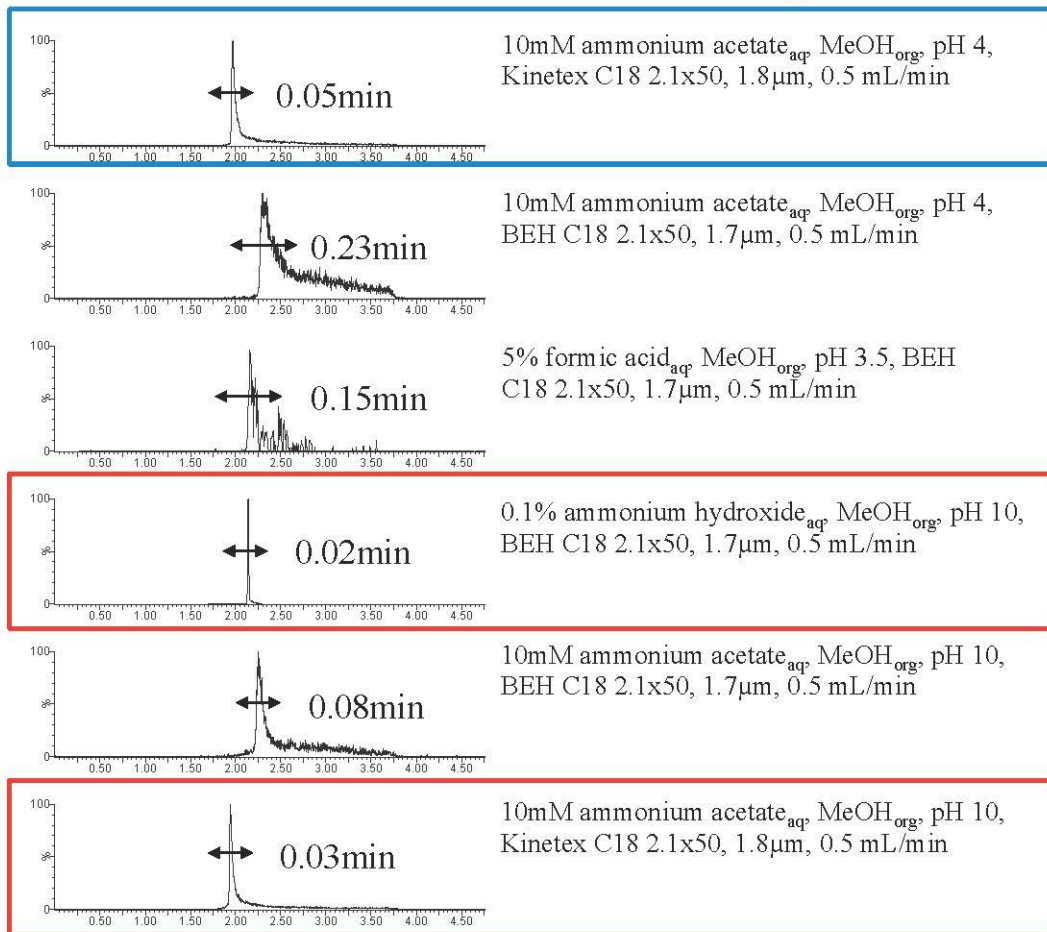 100
%
0
0.05min
0.50 1.00 1.50 2.00 2.50 3.00 3.50 4.00 4.50
10mM ammonium acetateaq, MeOHorg, pH 4,
Kinetex C18 2.1x50, 1.8µm, 0.5 mL/min
100
%
0
0.23min
0.50 1.00 1.50 2.00 2.50 3.00 3.50 4.00 4.50
10mM ammonium acetateaq, MeOHorg, pH 4,
BEH C18 2.1x50, 1.7µm, 0.5 mL/min
100
%
0
0.15min
0.50 1.00 1.50 2.00 2.50 3.00 3.50 4.00 4.50
5% formic acidaq, MeOHorg, pH 3.5, BEH
C18 2.1x50, 1.7µm, 0.5 mL/min
100
%
0
0.02min
0.50 1.00 1.50 2.00 2.50 3.00 3.50 4.00 4.50
0.1% ammonium hydroxideaq, MeOHorg, pH 10,
BEH C18 2.1x50, 1.7µm, 0.5 mL/min
100
%
0
0.08min
0.50 1.00 1.50 2.00 2.50 3.00 3.50 4.00 4.50
10mM ammonium acetateaq, MeOHorg, pH 10,
BEH C18 2.1x50, 1.7µm, 0.5 mL/min
100
%
0
0.03min
0.50 1.00 1.50 2.00 2.50 3.00 3.50 4.00 4.50
10mM ammonium acetateaq, MeOHorg, pH 10,
Kinetex C18 2.1x50, 1.8µm, 0.5 mL/min